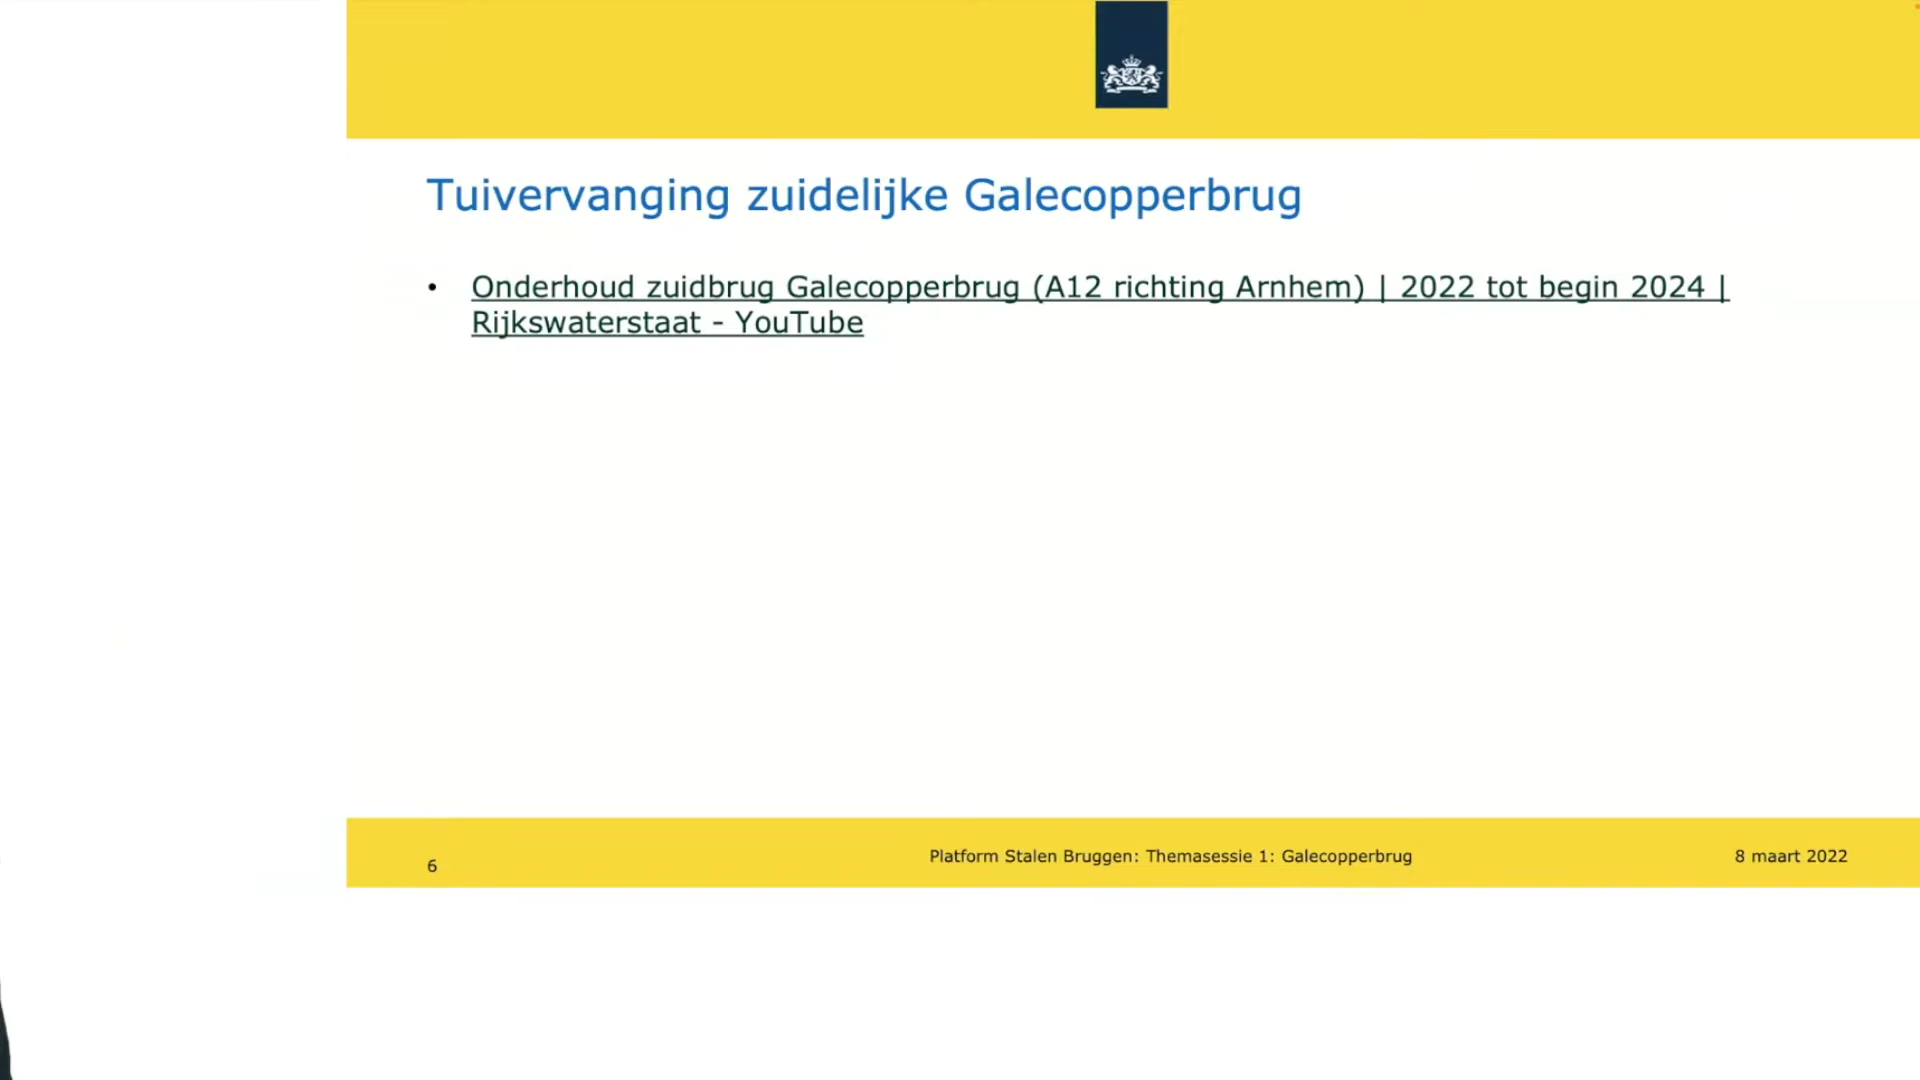 Tuivervanging zuidelijke Galecopperbrug
• Onderhoud zuidbrug Galecopperbrug (A12 richting Arnhem) | 2022 tot begin 2024 |
Rijkswaterstaat - YouTube
6
Platform Stalen Bruggen: Themasessie 1: Galecopperbrug
8 maart 2022